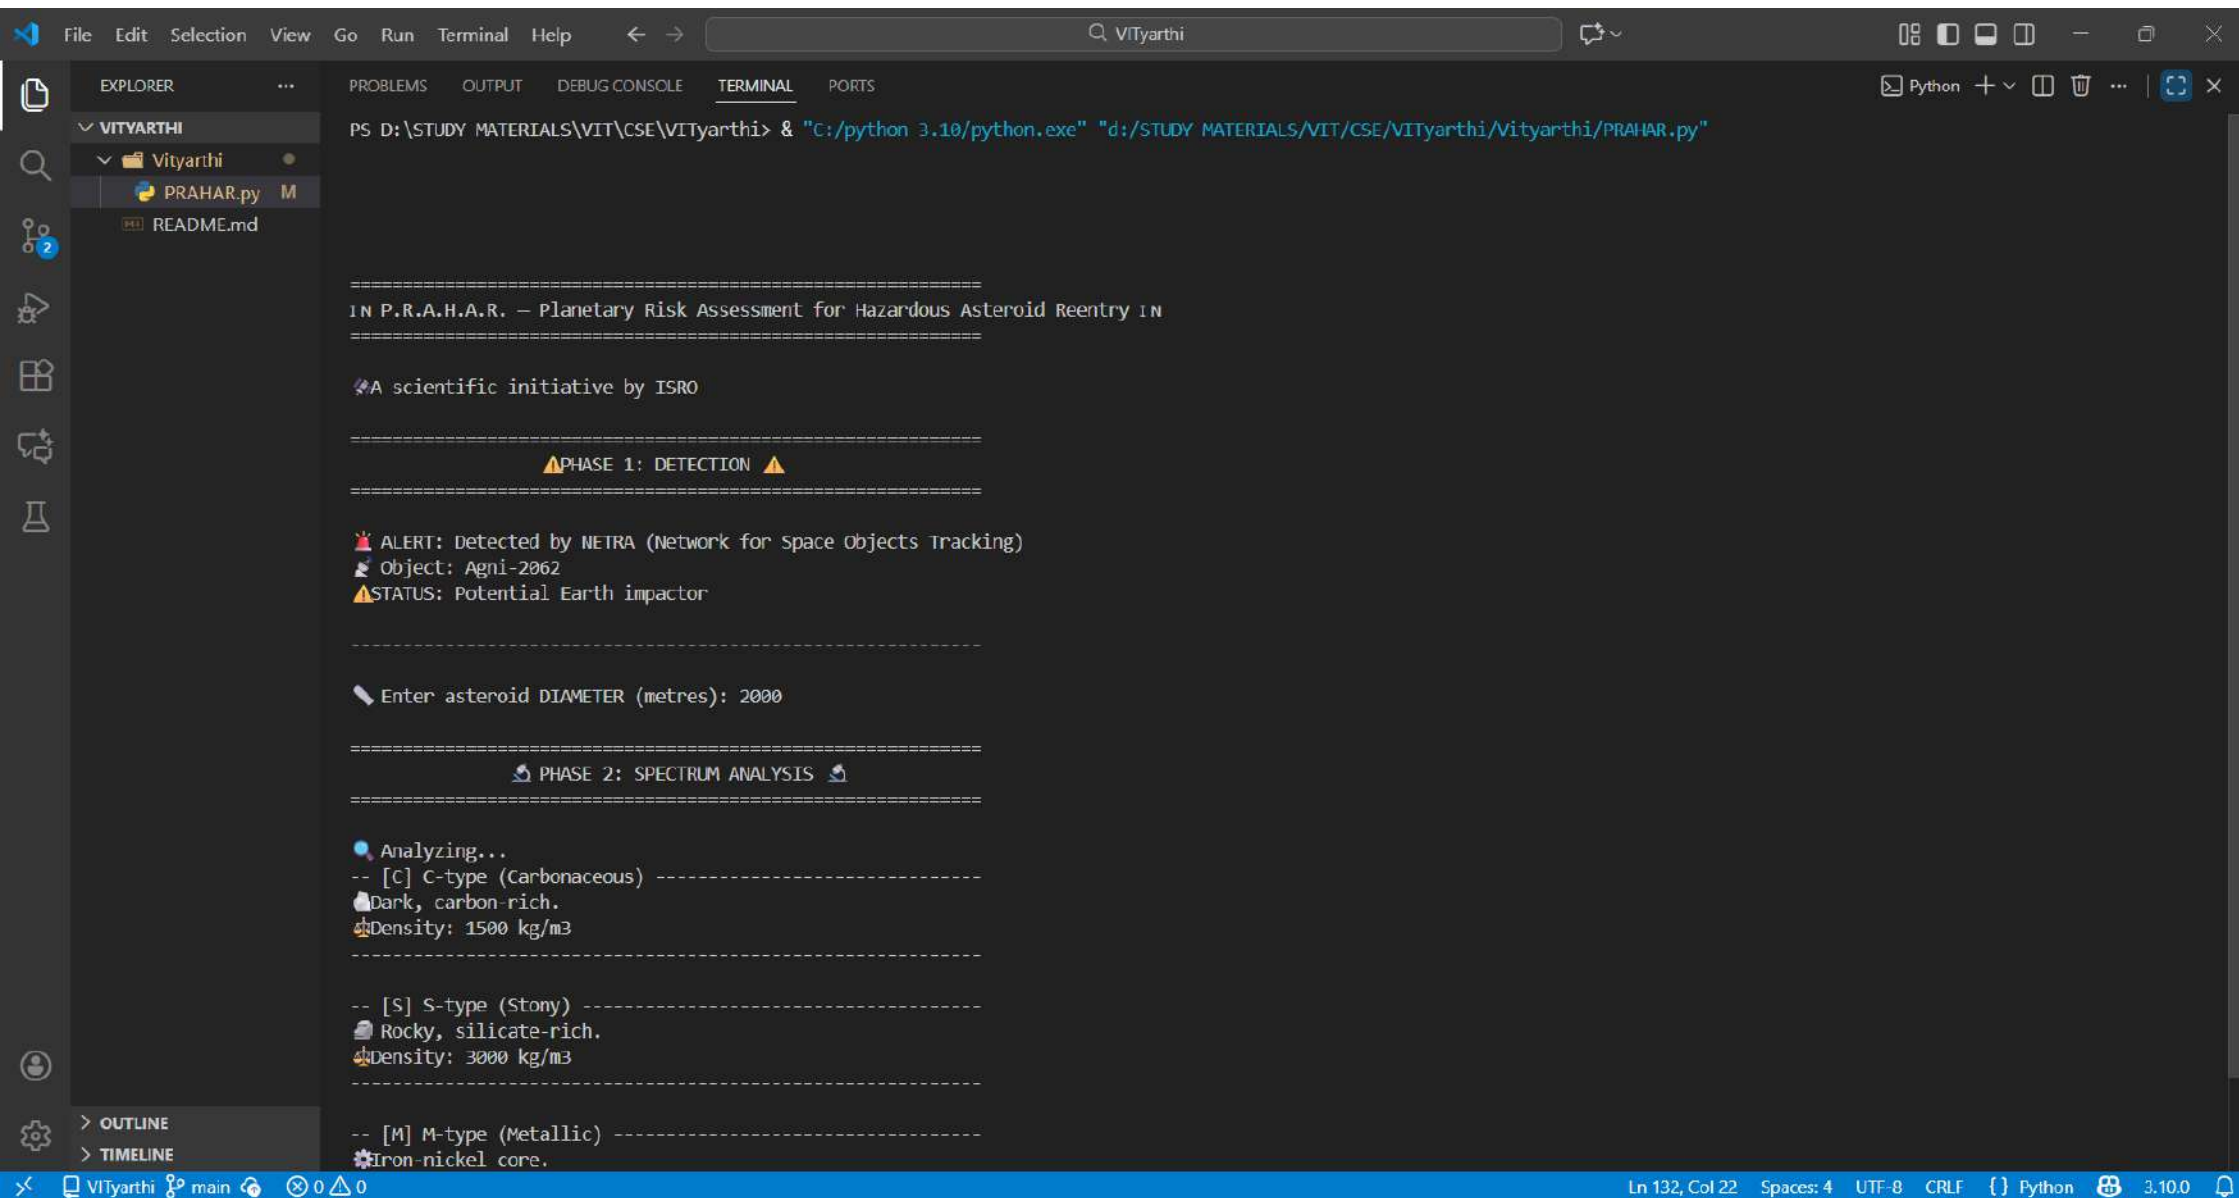 File Edit Selection View Go Run Terminal Help
VITyarthi
EXPLORER
PROBLEMS OUTPUT DEBUG CONSOLE TERMINAL PORTS
Python
VITYARTHI
Vityarthi
PRAHAR.py M
README.md
2
PS D:\STUDY MATERIALS\VIT\CSE\VITyarthi> & "C:/python 3.10/python.exe" "d:/STUDY MATERIALS/VIT/CSE/VITyarthi/Vityarthi/PRAHAR.py"
============================================================
IN P.R.A.H.A.R. — Planetary Risk Assessment for Hazardous Asteroid Reentry IN
============================================================
🛰A scientific initiative by ISRO
============================================================
⚠PHASE 1: DETECTION ⚠
============================================================
🚨 ALERT: Detected by NETRA (Network for Space Objects Tracking)
📡 Object: Agni-2062
⚠STATUS: Potential Earth impactor
------------------------------------------------------------
📏 Enter asteroid DIAMETER (metres): 2000
============================================================
🔬 PHASE 2: SPECTRUM ANALYSIS 🔬
============================================================
🔍 Analyzing...
-- [C] C-type (Carbonaceous) -------------------------------
Dark, carbon-rich.
⚖Density: 1500 kg/m3
------------------------------------------------------------
-- [S] S-type (Stony) --------------------------------------
🪨 Rocky, silicate-rich.
⚖Density: 3000 kg/m3
------------------------------------------------------------
-- [M] M-type (Metallic) -----------------------------------
⚙Iron-nickel core.
OUTLINE
TIMELINE
VITyarthi main 0 0
Ln 132, Col 22 Spaces: 4 UTF-8 CRLF {} Python 3.10.0